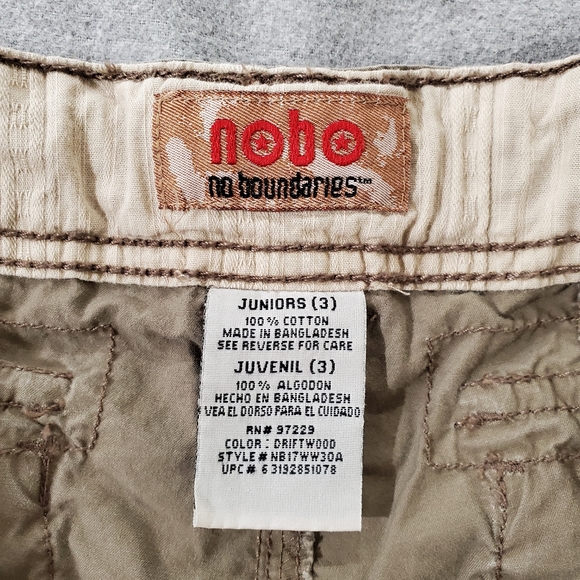 nobo
no boundaries™
JUNIORS (3)
100% COTTON
MADE IN BANGLADESH
SEE REVERSE FOR CARE
JUVENIL (3)
100% ALGODON
HECHO EN BANGLADESH
VEA EL DORSO PARA EL CUIDADO
RN# 97229
COLOR: DRIFTWOOD
STYLE# NB17WW30A
UPC# 6 3192851078